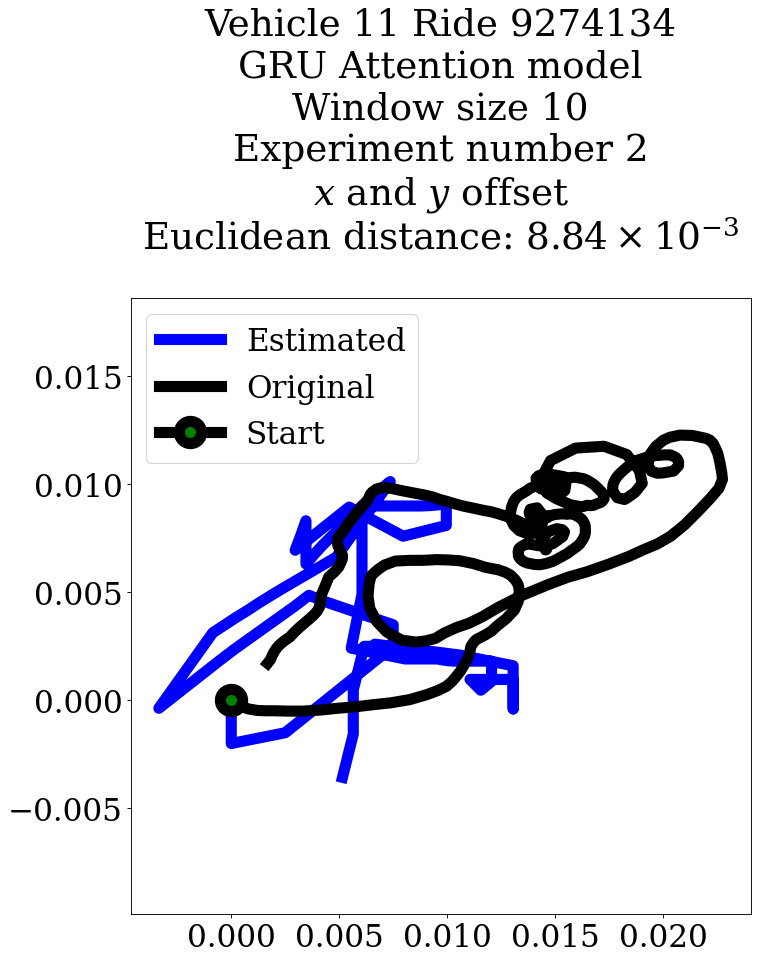 Vehicle 11 Ride 9274134
GRU Attention model
Window size 10
Experiment number 2
x and y offset
Euclidean distance: 8.84 × 10⁻³
Estimated
Original
Start
0.015
0.010
0.005
0.000
−0.005
0.000 0.005 0.010 0.015 0.020